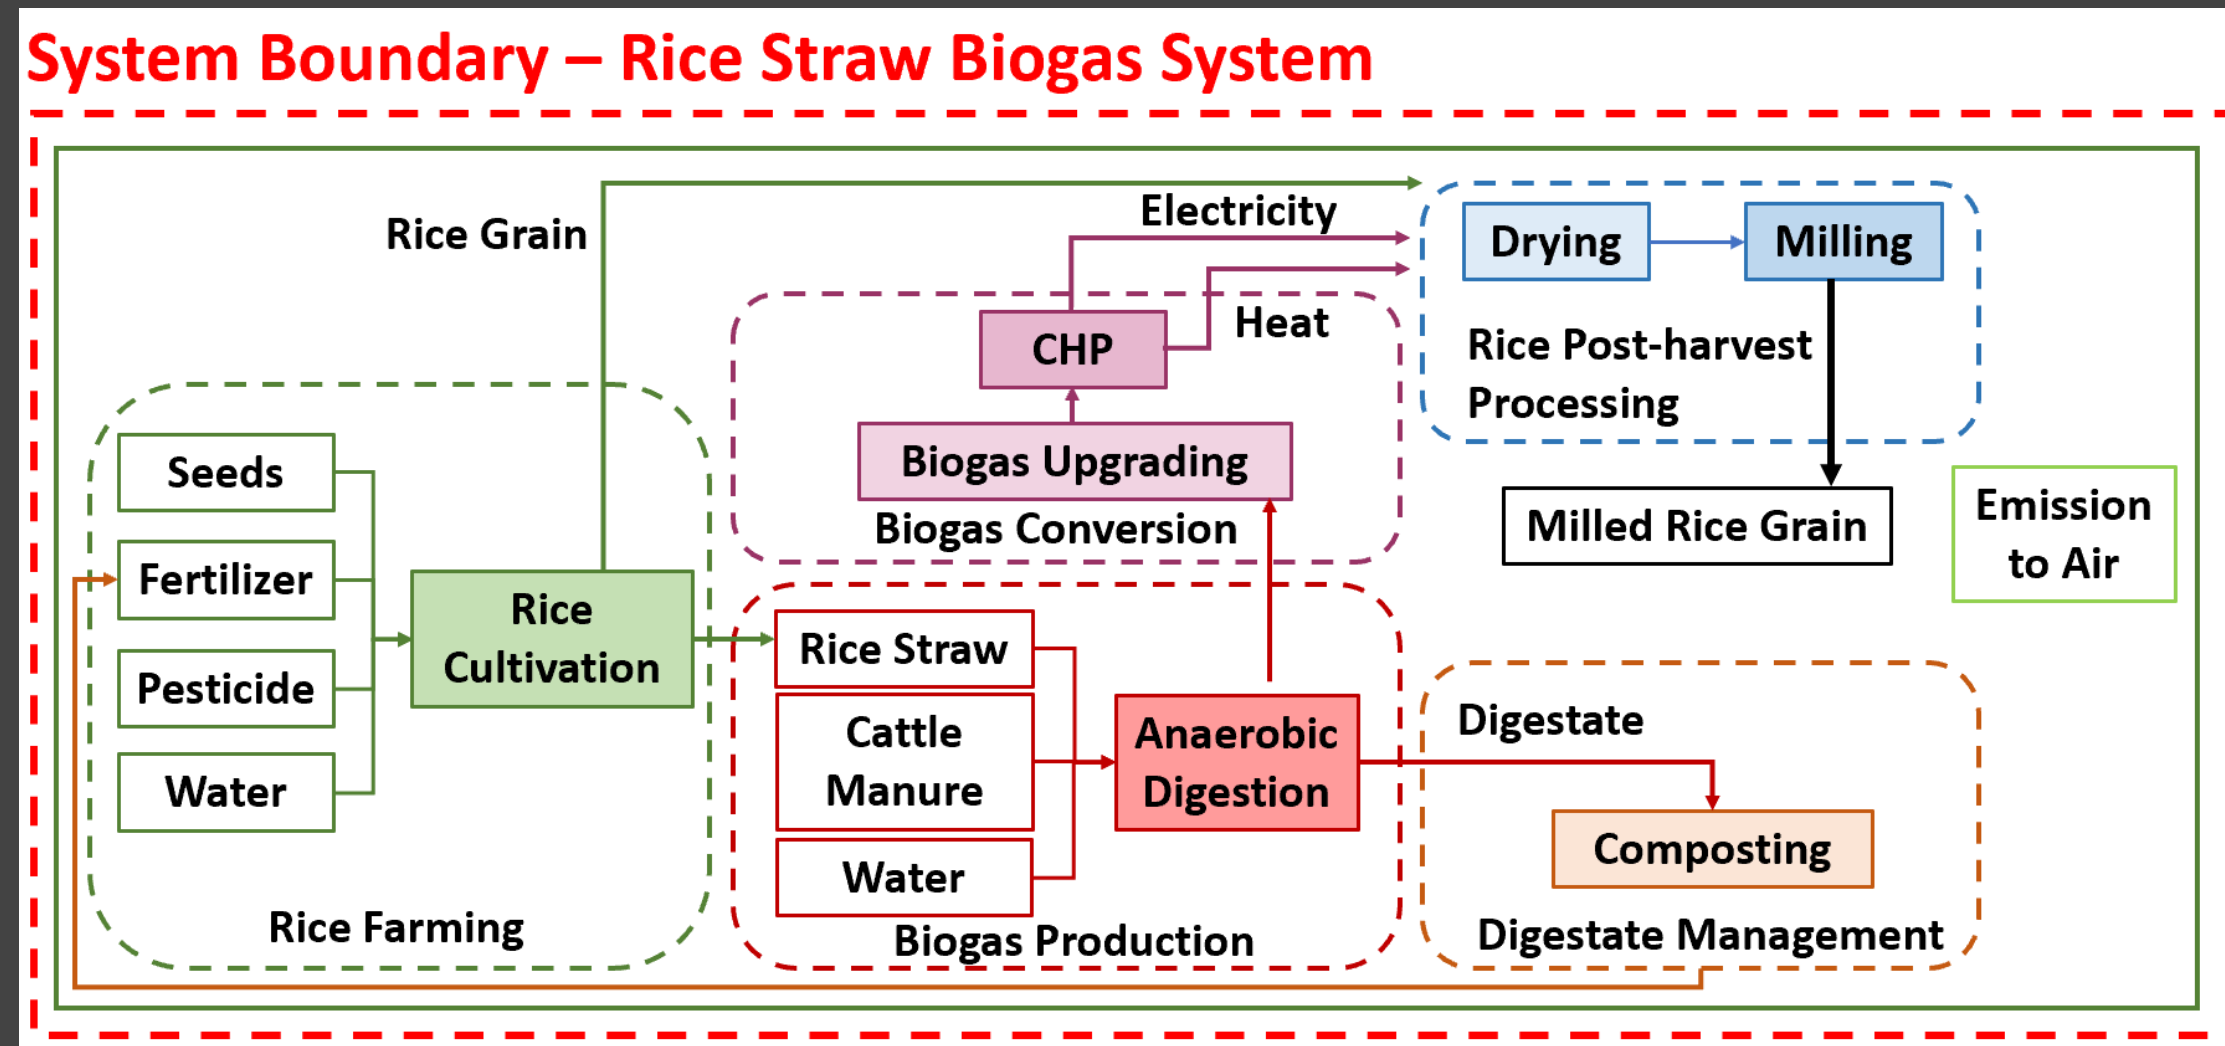 System Boundary – Rice Straw Biogas System
Rice Grain
Electricity
Heat
Drying
Milling
Rice Post-harvest
Processing
Milled Rice Grain
Emission
to Air
CHP
Biogas Upgrading
Biogas Conversion
Seeds
Fertilizer
Pesticide
Water
Rice
Cultivation
Rice Farming
Rice Straw
Cattle
Manure
Water
Anaerobic
Digestion
Biogas Production
Digestate
Composting
Digestate Management